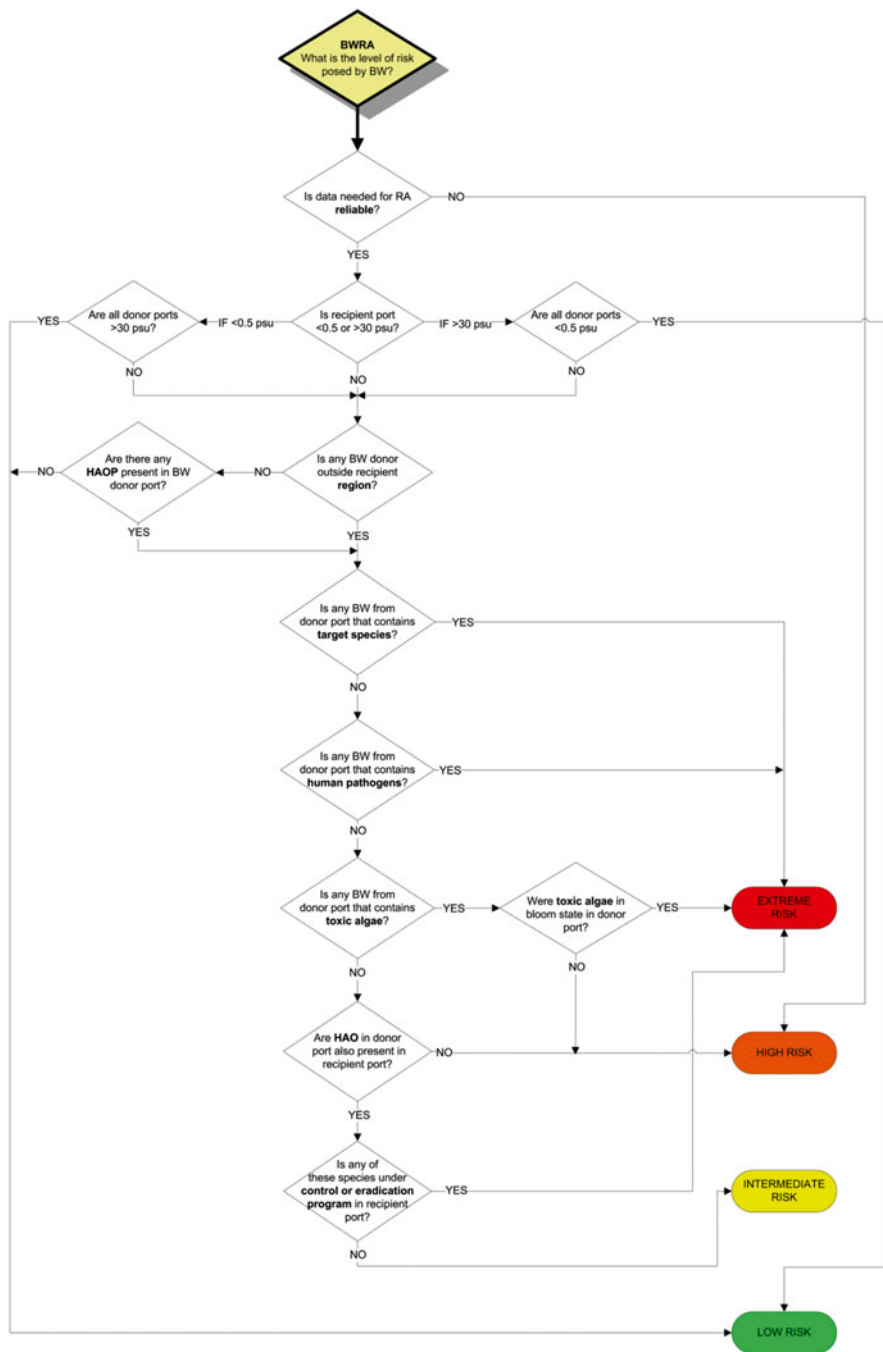 BWRA
What is the level of risk
posed by BW?
Is data needed for RA
reliable?
NO
YES
YES
Are all donor ports
>30 psu?
IF <0.5 psu
Is recipient port
<0.5 or >30 psu?
IF >30 psu
Are all donor ports
<0.5 psu
YES
NO
NO
NO
NO
Are there any
HAOP present in BW
donor port?
NO
Is any BW donor
outside recipient
region?
YES
YES
Is any BW from
donor port that contains
target species?
YES
NO
Is any BW from
donor port that contains
human pathogens?
YES
NO
Is any BW from
donor port that contains
toxic algae?
YES
Were toxic algae in
bloom state in donor
port?
YES
EXTREME
RISK
NO
NO
Are HAO in donor
port also present in
recipient port?
NO
HIGH RISK
YES
Is any of
these species under
control or eradication
program in recipient
port?
YES
INTERMEDIATE
RISK
NO
LOW RISK